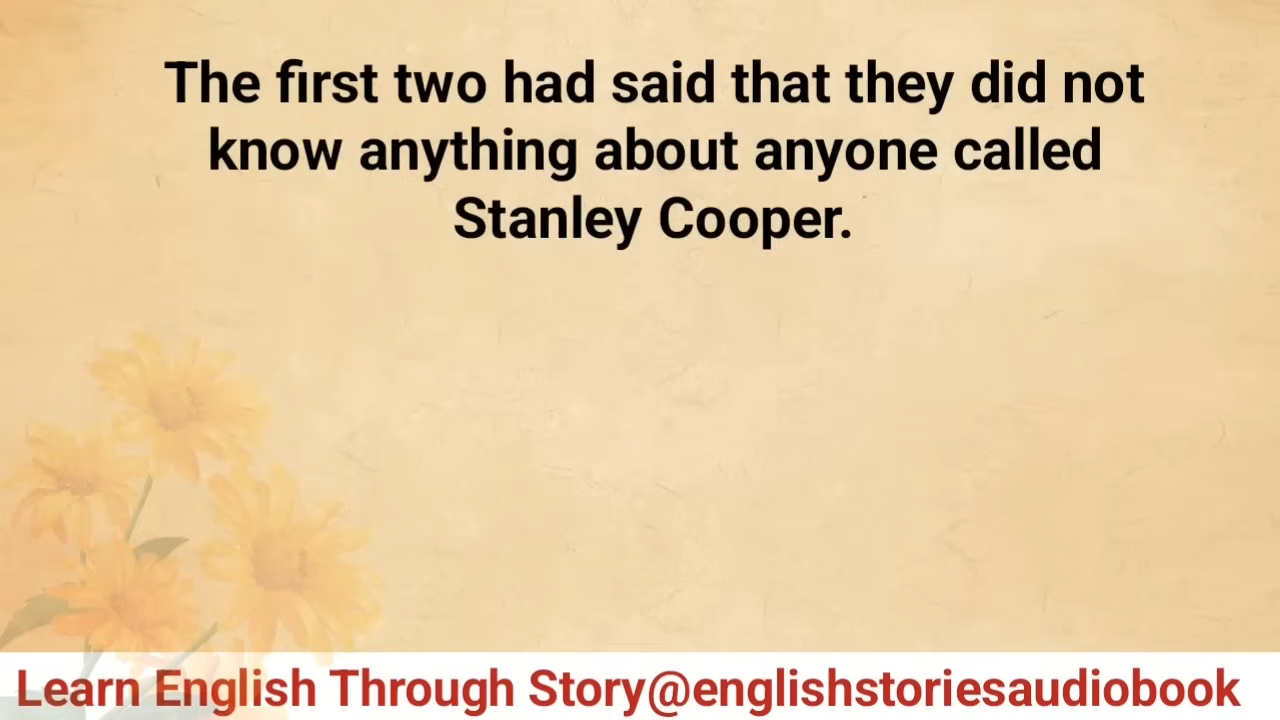 The first two had said that they did not
know anything about anyone called
Stanley Cooper.
Learn English Through Story@englishstoriesaudiobook